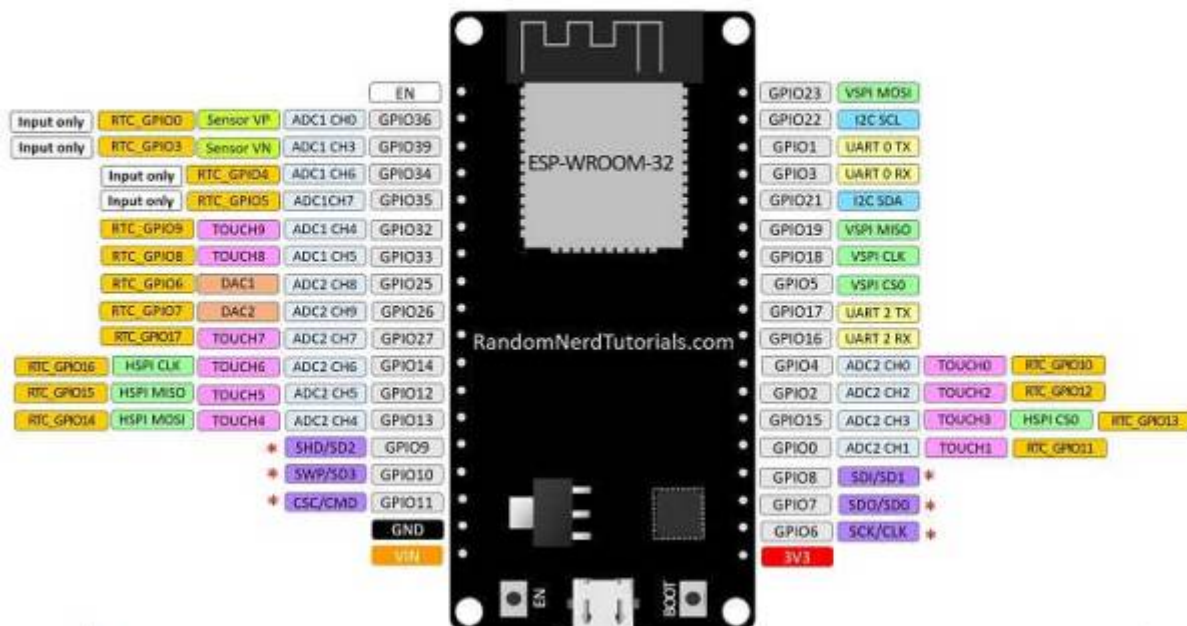 EN
Input only RTC_GPIO0 Sensor VP ADC1 CH0 GPIO36
Input only RTC_GPIO3 Sensor VN ADC1 CH3 GPIO39
Input only RTC_GPIO4 ADC1 CH6 GPIO34
Input only RTC_GPIO5 ADC1CH7 GPIO35
RTC_GPIO9 TOUCH9 ADC1 CH4 GPIO32
RTC_GPIO8 TOUCH8 ADC1 CH5 GPIO33
RTC_GPIO6 DAC1 ADC2 CH8 GPIO25
RTC_GPIO7 DAC2 ADC2 CH9 GPIO26
RTC_GPIO17 TOUCH7 ADC2 CH7 GPIO27
RTC_GPIO16 HSPI CLK TOUCH6 ADC2 CH6 GPIO14
RTC_GPIO15 HSPI MISO TOUCH5 ADC2 CH5 GPIO12
RTC_GPIO14 HSPI MOSI TOUCH4 ADC2 CH4 GPIO13
* SHD/SD2 GPIO9
* SWP/SD3 GPIO10
* CSC/CMD GPIO11
GND
VIN
ESP-WROOM-32
RandomNerdTutorials.com
EN
BOOT
GPIO23 VSPI MOSI
GPIO22 I2C SCL
GPIO1 UART 0 TX
GPIO3 UART 0 RX
GPIO21 I2C SDA
GPIO19 VSPI MISO
GPIO18 VSPI CLK
GPIO5 VSPI CS0
GPIO17 UART 2 TX
GPIO16 UART 2 RX
GPIO4 ADC2 CH0 TOUCH0 RTC_GPIO10
GPIO2 ADC2 CH2 TOUCH2 RTC_GPIO12
GPIO15 ADC2 CH3 TOUCH3 HSPI CS0 RTC_GPIO13
GPIO0 ADC2 CH1 TOUCH1 RTC_GPIO11
GPIO8 SDI/SD1 *
GPIO7 SDO/SD0 *
GPIO6 SCK/CLK *
3V3